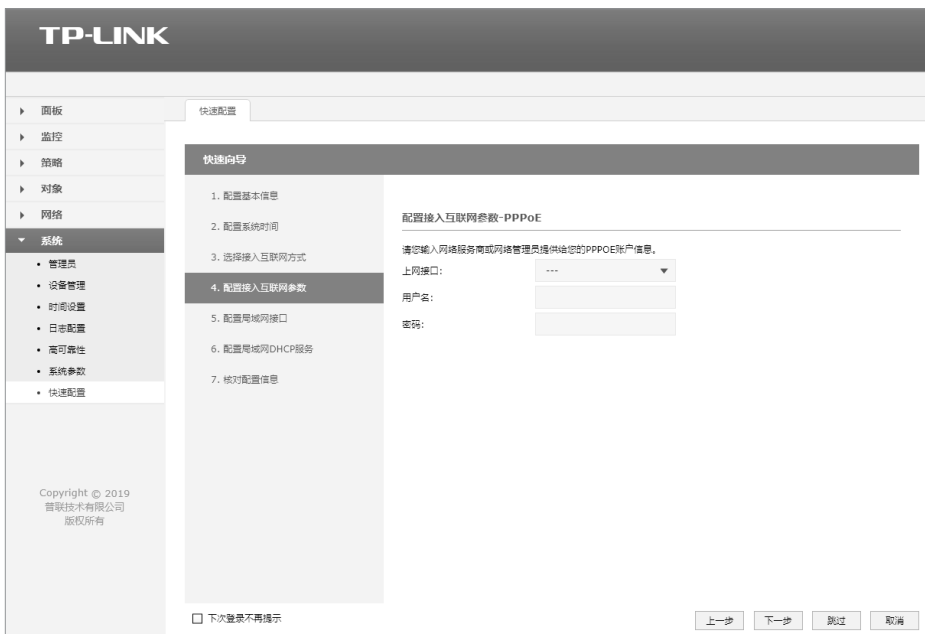 TP-LINK
面板
监控
策略
对象
网络
系统
管理员
设备管理
时间设置
日志配置
高可靠性
系统参数
快速配置
Copyright © 2019
普联技术有限公司
版权所有
快速配置
快速向导
1. 配置基本信息
2. 配置系统时间
3. 选择接入互联网方式
4. 配置接入互联网参数
5. 配置局域网接口
6. 配置局域网DHCP服务
7. 核对配置信息
配置接入互联网参数-PPPoE
请您输入网络服务商或网络管理员提供给您的PPPOE账户信息。
上网接口: ---
用户名:
密码:
下次登录不再提示
上一步 下一步 跳过 取消